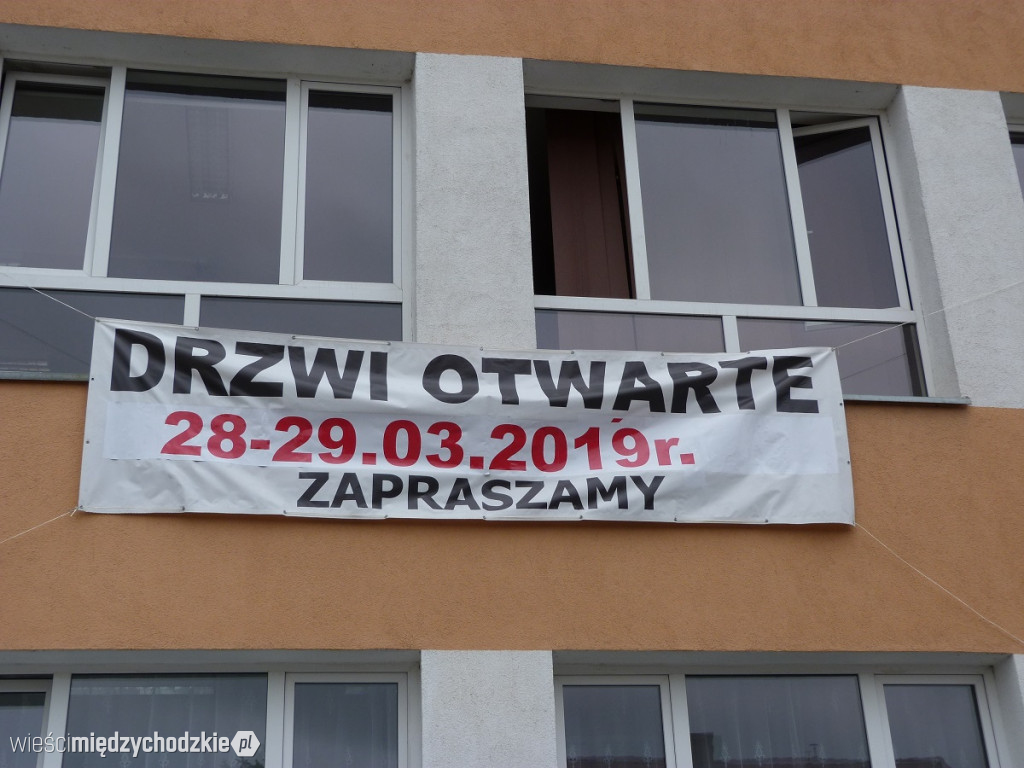 DRZWI OTWARTE
28-29.03.2019r.
ZAPRASZAMY
wieścimiędzychodzkie.pl